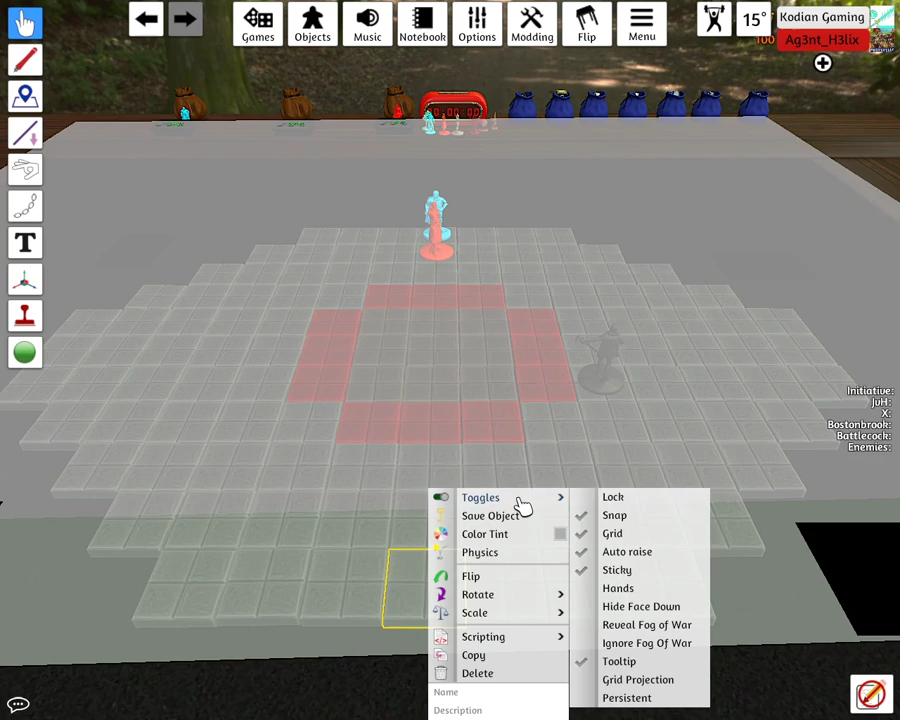 Games
Objects
Music
Notebook
Options
Modding
Flip
Menu
15°
Kodian Gaming
100
Ag3nt_H3lix
Initiative:
JvH:
X:
Bostonbrook:
Battlecock:
Enemies:
T
Toggles
Save Object
Color Tint
Physics
Flip
Rotate
Scale
Scripting
Copy
Delete
Name
Description
Lock
Snap
Grid
Auto raise
Sticky
Hands
Hide Face Down
Reveal Fog of War
Ignore Fog Of War
Tooltip
Grid Projection
Persistent